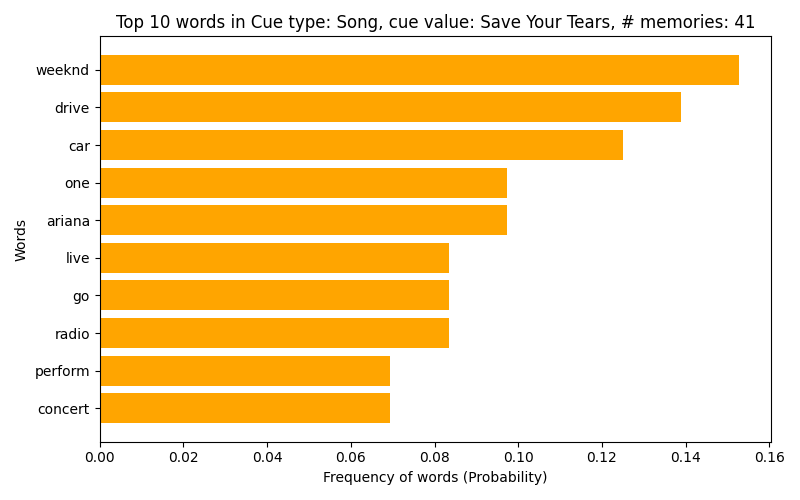 Top 10 words in Cue type: Song, cue value: Save Your Tears, # memories: 41
weeknd
drive
car
one
ariana
live
go
radio
perform
concert
Words
0.00 0.02 0.04 0.06 0.08 0.10 0.12 0.14 0.16
Frequency of words (Probability)